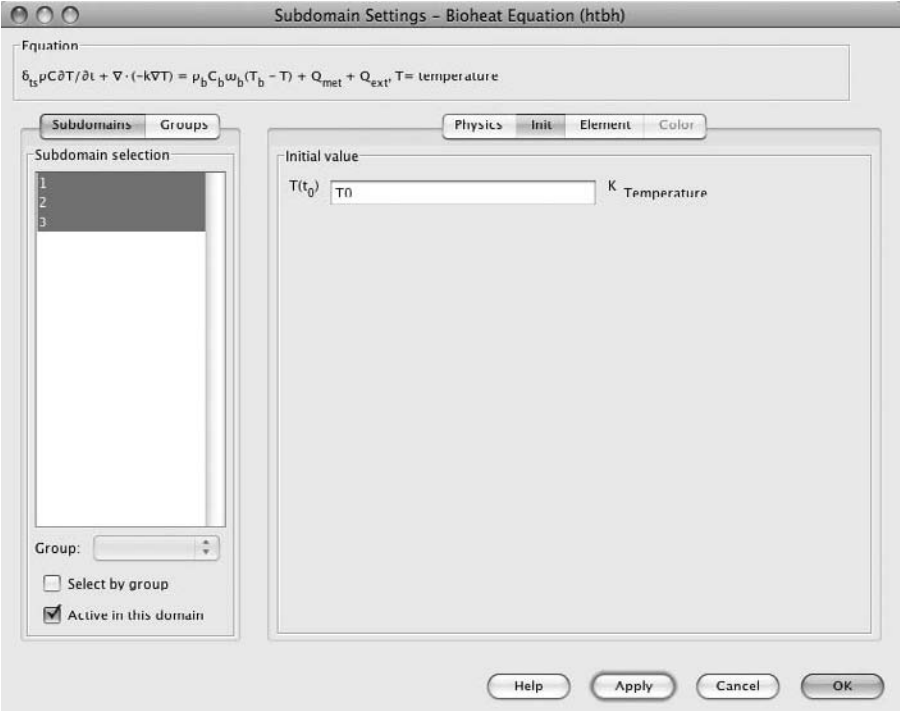 Subdomain Settings – Bioheat Equation (htbh)
Equation
δts ρC∂T/∂t + ∇·(-k∇T) = ρbCbωb(Tb - T) + Qmet + Qext, T= temperature
Subdomains Groups
Physics Init Element Color
Subdomain selection
1
2
3
Initial value
T(t0) T0 K Temperature
Group:
Select by group
Active in this domain
Help Apply Cancel OK